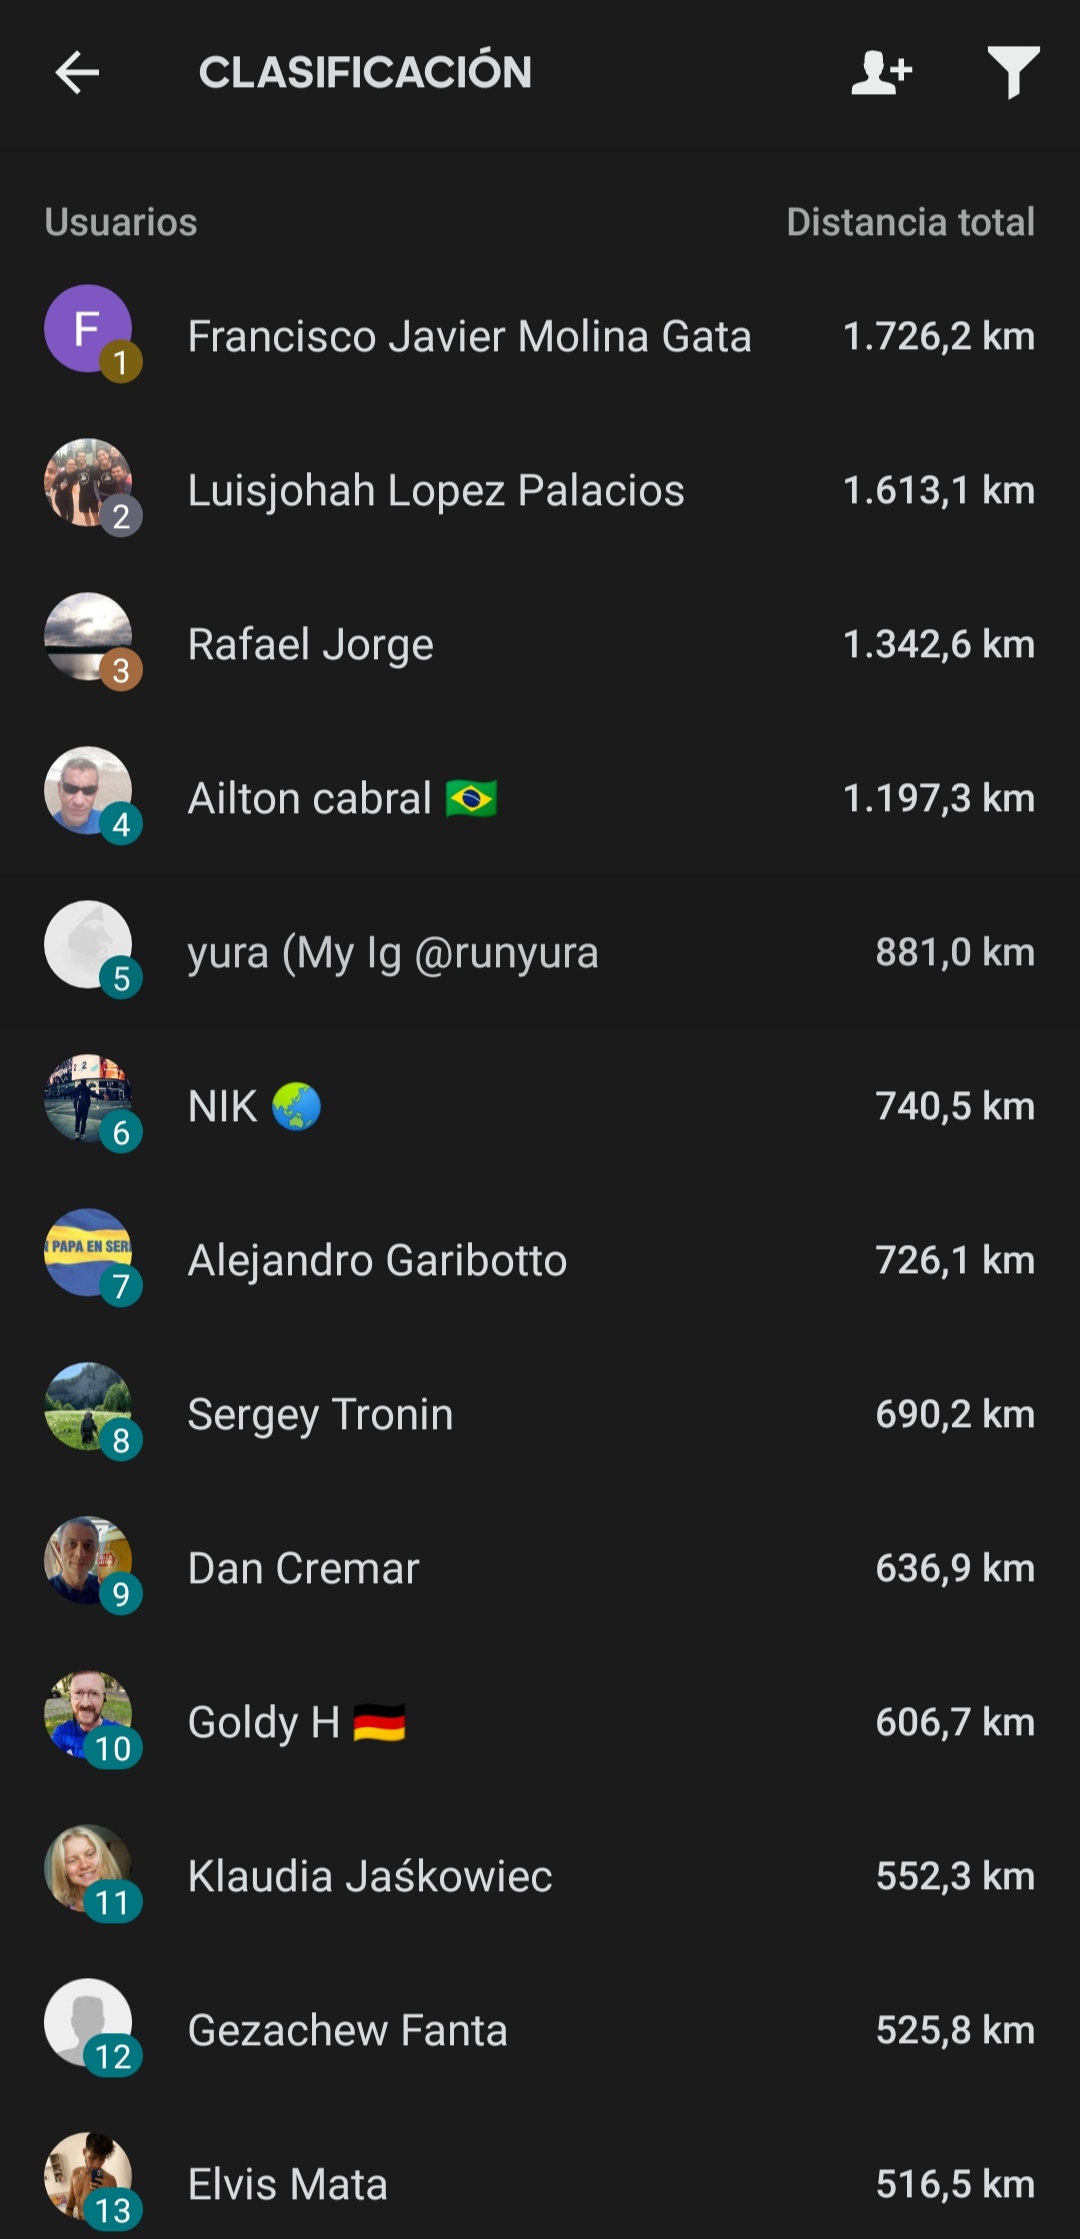 CLASIFICACIÓN
Usuarios Distancia total
F 1 Francisco Javier Molina Gata 1.726,2 km
2 Luisjohah Lopez Palacios 1.613,1 km
3 Rafael Jorge 1.342,6 km
4 Ailton cabral 🇧🇷 1.197,3 km
5 yura (My Ig @runyura 881,0 km
6 NIK 🌏 740,5 km
PAPA EN SER 7 Alejandro Garibotto 726,1 km
8 Sergey Tronin 690,2 km
9 Dan Cremar 636,9 km
10 Goldy H 🇩🇪 606,7 km
11 Klaudia Jaśkowiec 552,3 km
12 Gezachew Fanta 525,8 km
13 Elvis Mata 516,5 km